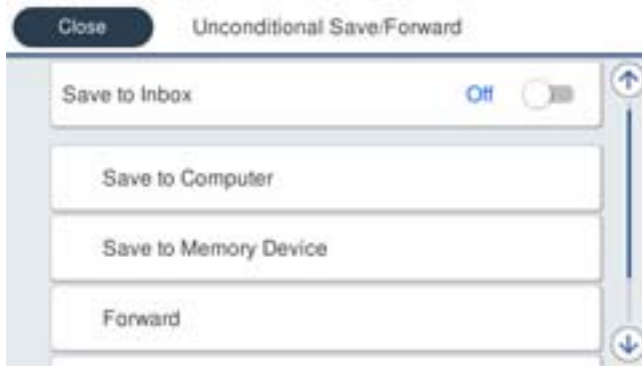 Close Unconditional Save/Forward
Save to Inbox Off
Save to Computer
Save to Memory Device
Forward